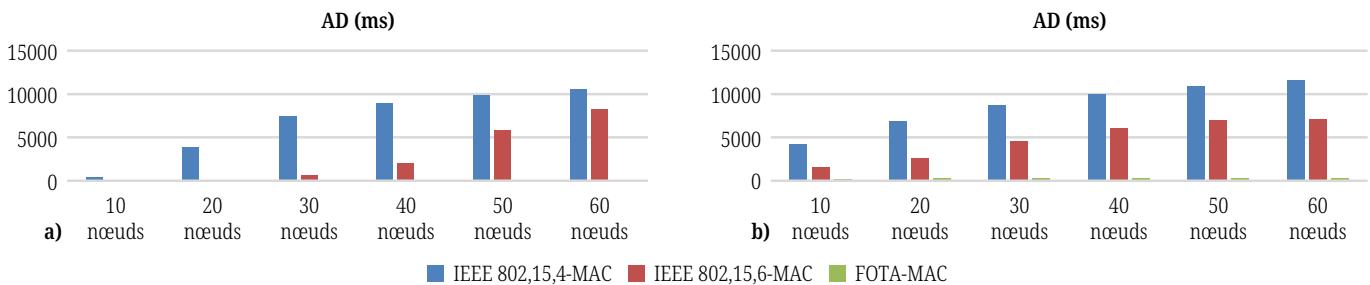 AD (ms)
15000
10000
5000
0
10 nœuds
20 nœuds
30 nœuds
40 nœuds
50 nœuds
60 nœuds
a)
AD (ms)
15000
10000
5000
0
10 nœuds
20 nœuds
30 nœuds
40 nœuds
50 nœuds
60 nœuds
b)
IEEE 802,15,4-MAC
IEEE 802,15,6-MAC
FOTA-MAC